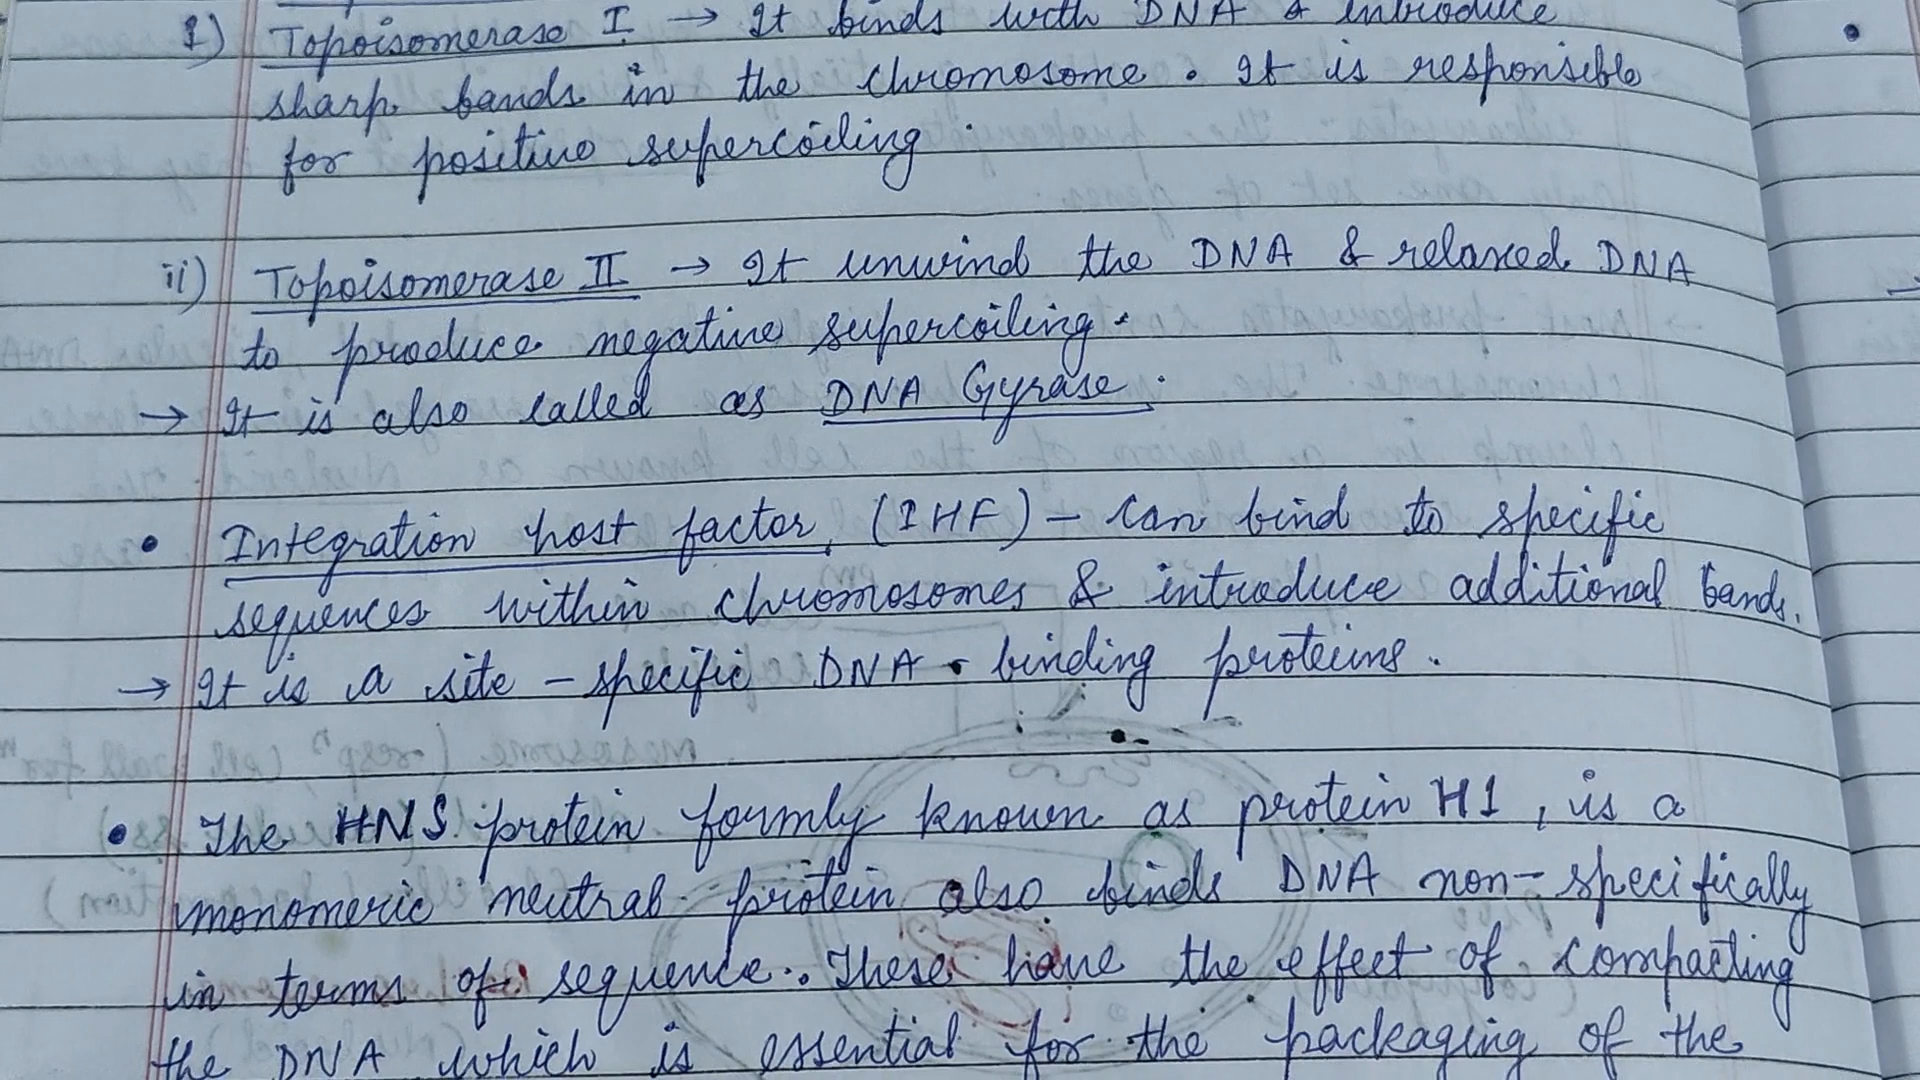 i) Topoisomerase I → It binds with DNA & introduce
sharp bands in the chromosome. It is responsible
for positive supercoiling.
ii) Topoisomerase II → It unwind the DNA & relaxed DNA
to produce negative supercoiling.
→ It is also called as DNA Gyrase.
• Integration host factor, (IHF) – can bind to specific
sequences within chromosomes & introduce additional bands.
→ It is a site-specific DNA-binding proteins.
• The HNS protein formly known as protein H1, is a
monomeric neutral protein also binds DNA non-specifically
in terms of sequence. These have the effect of compacting
the DNA which is essential for the packaging of the